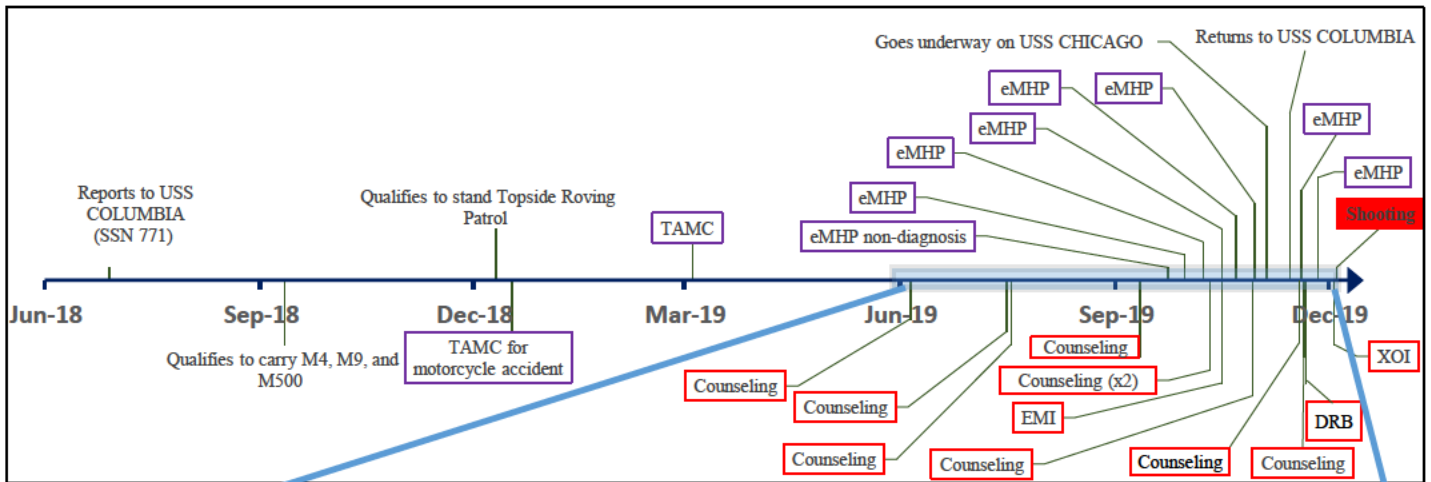 Goes underway on USS CHICAGO
Returns to USS COLUMBIA
eMHP
eMHP
eMHP
eMHP
eMHP
eMHP
Reports to USS
COLUMBIA
(SSN 771)
Qualifies to stand Topside Roving
Patrol
eMHP
Shooting
TAMC
eMHP non-diagnosis
Jun-18
Sep-18
Dec-18
Mar-19
Jun-19
Sep-19
Dec-19
Qualifies to carry M4, M9, and
M500
TAMC for
motorcycle accident
Counseling
XOI
Counseling
Counseling (x2)
Counseling
EMI
DRB
Counseling
Counseling
Counseling
Counseling